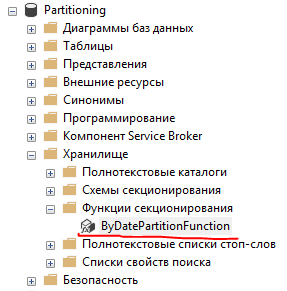 Partitioning
Диаграммы баз данных
Таблицы
Представления
Внешние ресурсы
Синонимы
Программирование
Компонент Service Broker
Хранилище
Полнотекстовые каталоги
Схемы секционирования
Функции секционирования
ByDatePartitionFunction
Полнотекстовые списки стоп-слов
Списки свойств поиска
Безопасность